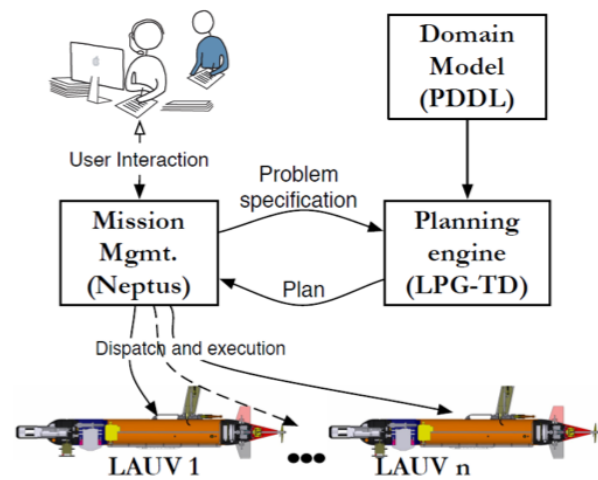 Domain
Model
(PDDL)
User Interaction
Problem
specification
Mission
Mgmt.
(Neptus)
Planning
engine
(LPG-TD)
Plan
Dispatch and execution
LAUV 1
LAUV n